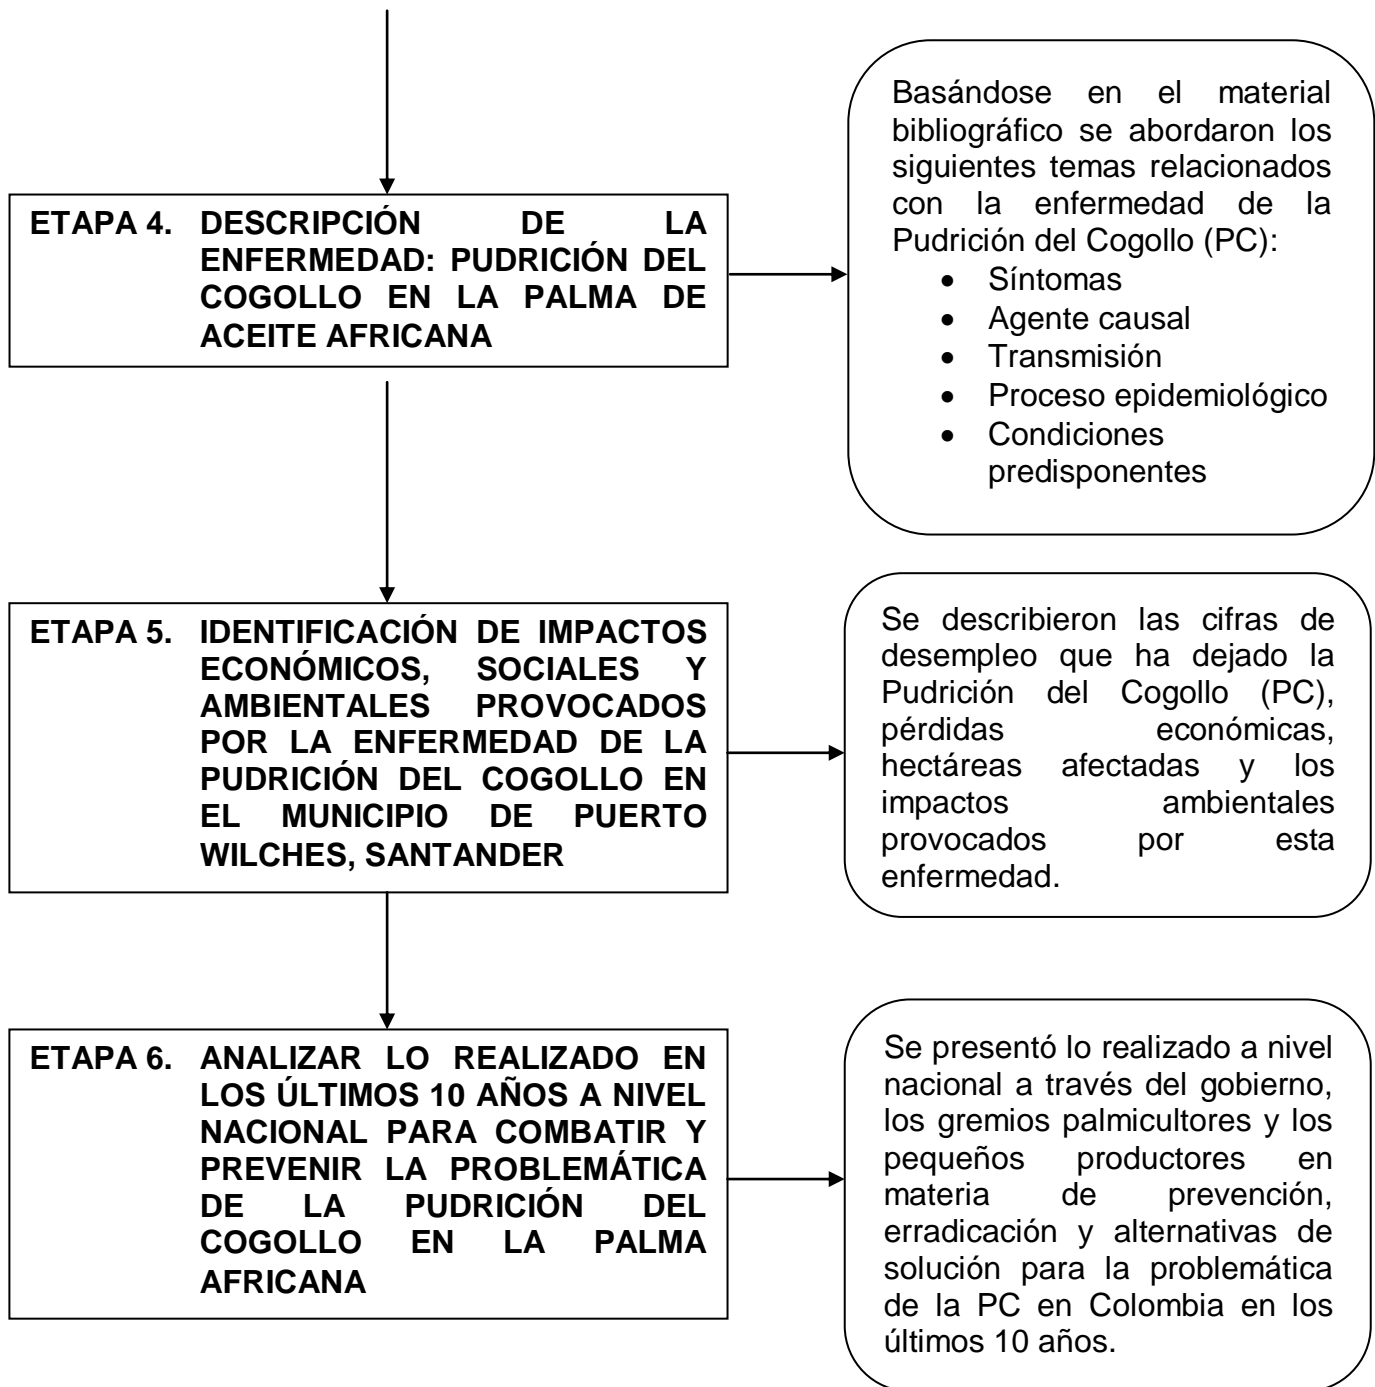 Basándose en el material
bibliográfico se abordaron los
siguientes temas relacionados
con la enfermedad de la
Pudrición del Cogollo (PC):
• Síntomas
• Agente causal
• Transmisión
• Proceso epidemiológico
• Condiciones
predisponentes
ETAPA 4. DESCRIPCIÓN DE LA
ENFERMEDAD: PUDRICIÓN DEL
COGOLLO EN LA PALMA DE
ACEITE AFRICANA
ETAPA 5. IDENTIFICACIÓN DE IMPACTOS
ECONÓMICOS, SOCIALES Y
AMBIENTALES PROVOCADOS
POR LA ENFERMEDAD DE LA
PUDRICIÓN DEL COGOLLO EN
EL MUNICIPIO DE PUERTO
WILCHES, SANTANDER
Se describieron las cifras de
desempleo que ha dejado la
Pudrición del Cogollo (PC),
pérdidas económicas,
hectáreas afectadas y los
impactos ambientales
provocados por esta
enfermedad.
ETAPA 6. ANALIZAR LO REALIZADO EN
LOS ÚLTIMOS 10 AÑOS A NIVEL
NACIONAL PARA COMBATIR Y
PREVENIR LA PROBLEMÁTICA
DE LA PUDRICIÓN DEL
COGOLLO EN LA PALMA
AFRICANA
Se presentó lo realizado a nivel
nacional a través del gobierno,
los gremios palmicultores y los
pequeños productores en
materia de prevención,
erradicación y alternativas de
solución para la problemática
de la PC en Colombia en los
últimos 10 años.